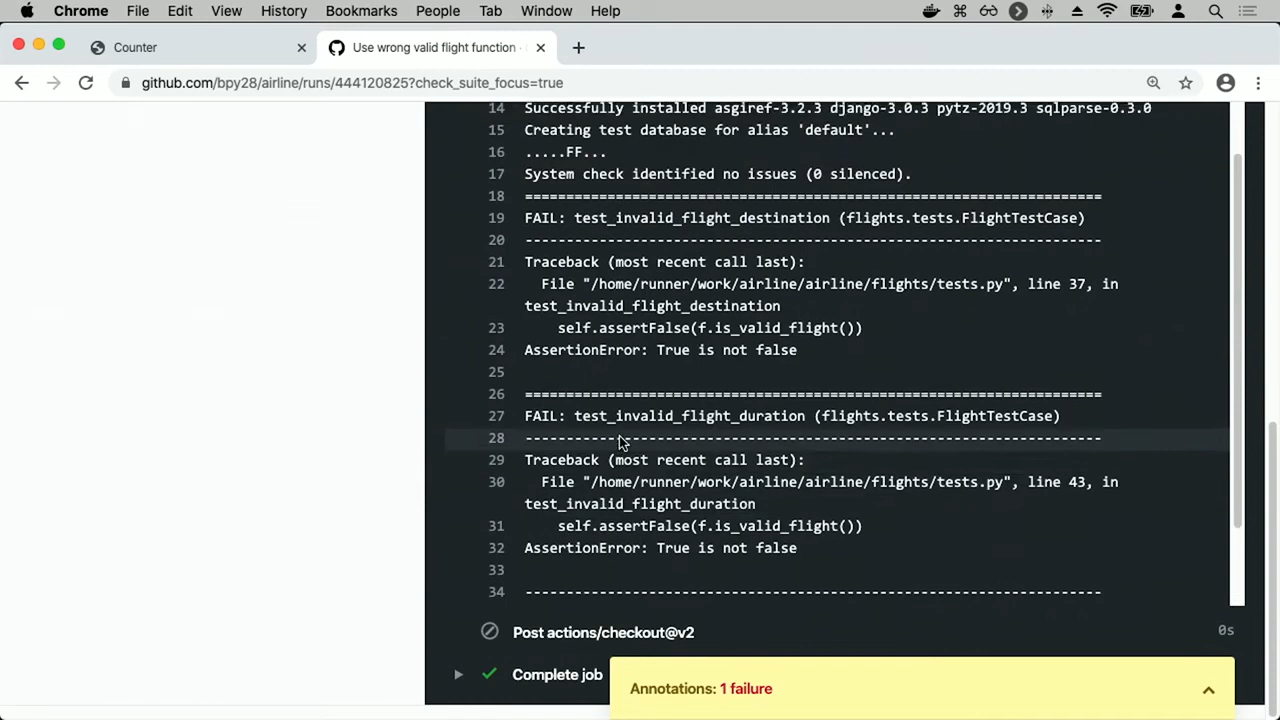 Chrome File Edit View History Bookmarks People Tab Window Help
Counter
Use wrong valid flight function ·
github.com/bpy28/airline/runs/444120825?check_suite_focus=true
14 Successfully installed asgiref-3.2.3 django-3.0.3 pytz-2019.3 sqlparse-0.3.0
15 Creating test database for alias 'default'...
16 .....FF...
17 System check identified no issues (0 silenced).
18 ======================================================================
19 FAIL: test_invalid_flight_destination (flights.tests.FlightTestCase)
20 ----------------------------------------------------------------------
21 Traceback (most recent call last):
22 File "/home/runner/work/airline/airline/flights/tests.py", line 37, in
test_invalid_flight_destination
23 self.assertFalse(f.is_valid_flight())
24 AssertionError: True is not false
25
26 ======================================================================
27 FAIL: test_invalid_flight_duration (flights.tests.FlightTestCase)
28 ----------------------------------------------------------------------
29 Traceback (most recent call last):
30 File "/home/runner/work/airline/airline/flights/tests.py", line 43, in
test_invalid_flight_duration
31 self.assertFalse(f.is_valid_flight())
32 AssertionError: True is not false
33
34 ----------------------------------------------------------------------
Post actions/checkout@v2 0s
Complete job
Annotations: 1 failure